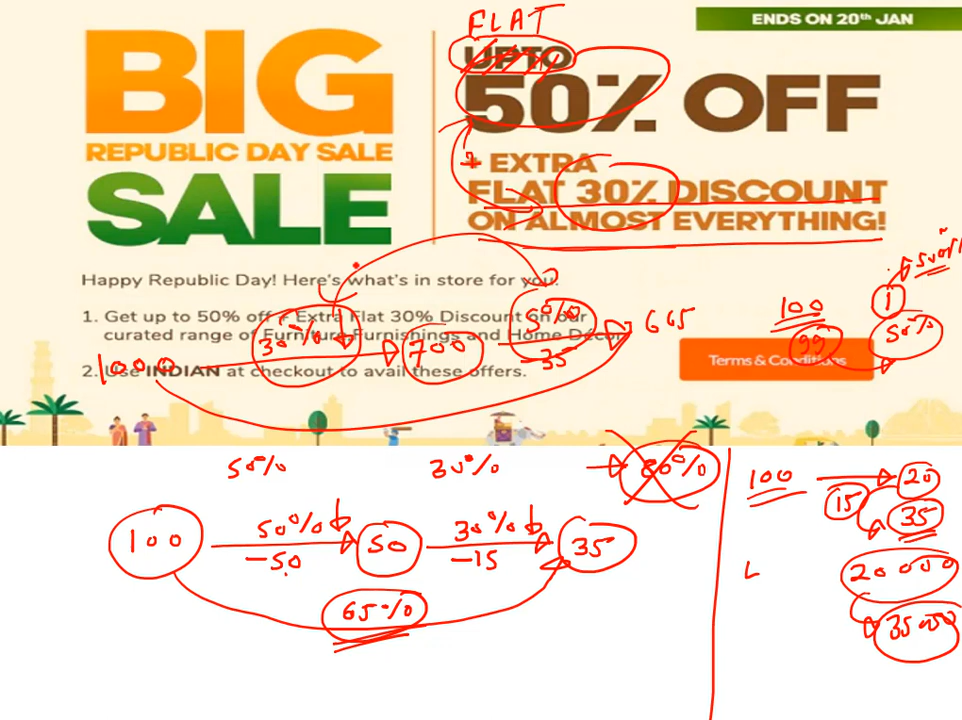 FLAT
ENDS ON 20th JAN
BIG
UPTO
50% OFF
REPUBLIC DAY SALE
+ EXTRA
SALE
FLAT 30% DISCOUNT
ON ALMOST EVERYTHING!
Happy Republic Day! Here's what's in store for you.
1. Get up to 50% off + Extra Flat 30% Discount on our
curated range of Furniture, Furnishings and Home Décor
2. Use INDIAN at checkout to avail these offers.
Terms & Conditions
1000 30% 700 5% -35 665
100 1
99 50%
50% 30% 80%
100 50% -50 50 30% -15 35
65%
100 20
15 35
L 20000
35000